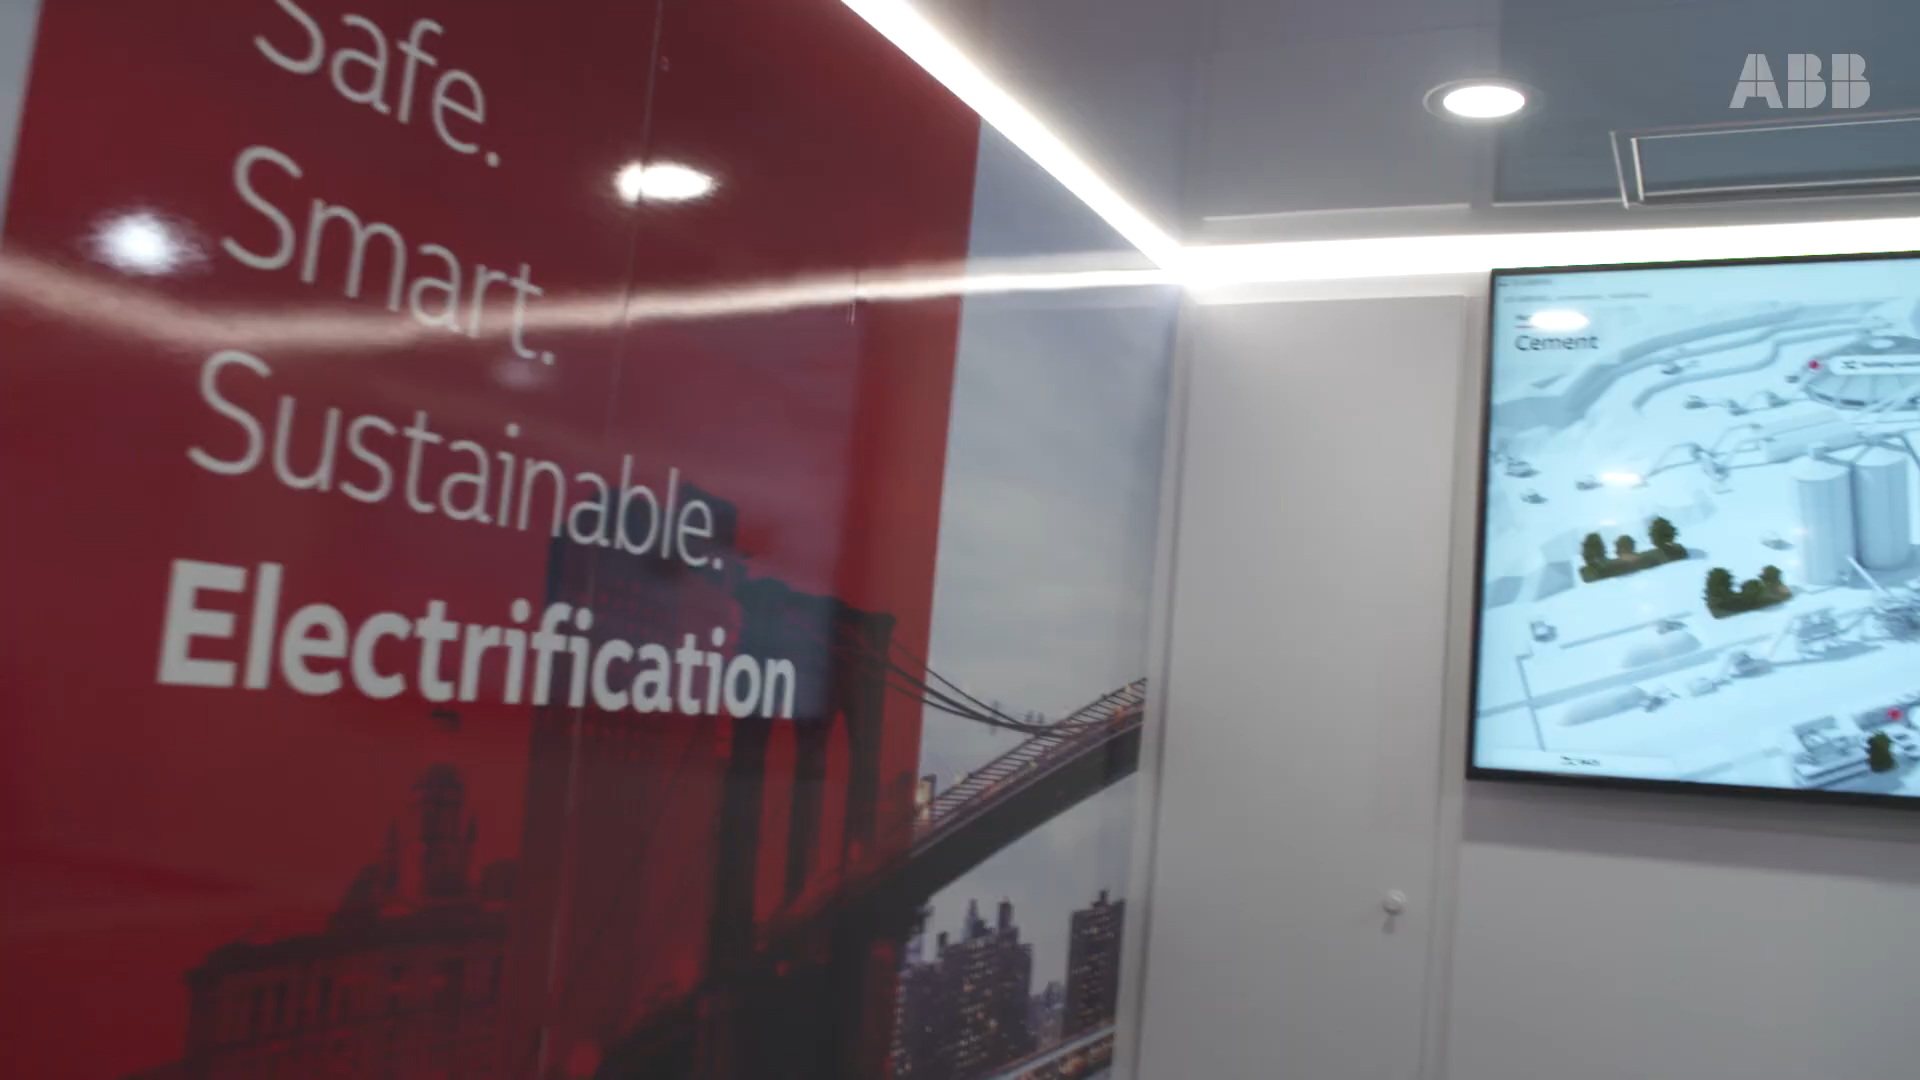 Safe.
Smart.
Sustainable.
Electrification
ABB
Cement